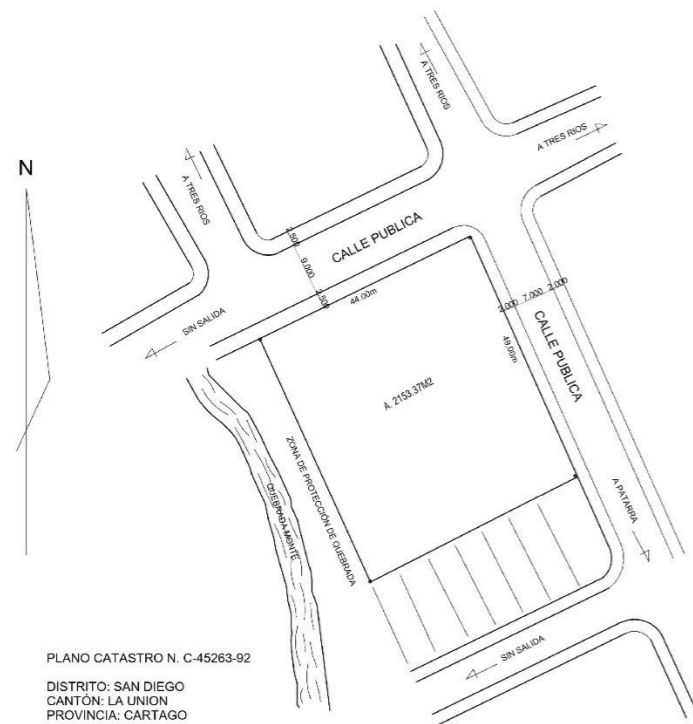 A TRES RIOS
A TRES RIOS
N
A TRES RIOS
CALLE PUBLICA
2.500
9.000
2.500
44.00m
SIN SALIDA
2.000 7.000 2.000
CALLE PUBLICA
49.00m
A. 2153.37M2
ZONA DE PROTECCIÓN DE QUEBRADA
QUEBRADA MONTE
A PATARRA
SIN SALIDA
PLANO CATASTRO N. C-45263-92
DISTRITO: SAN DIEGO
CANTÓN: LA UNION
PROVINCIA: CARTAGO